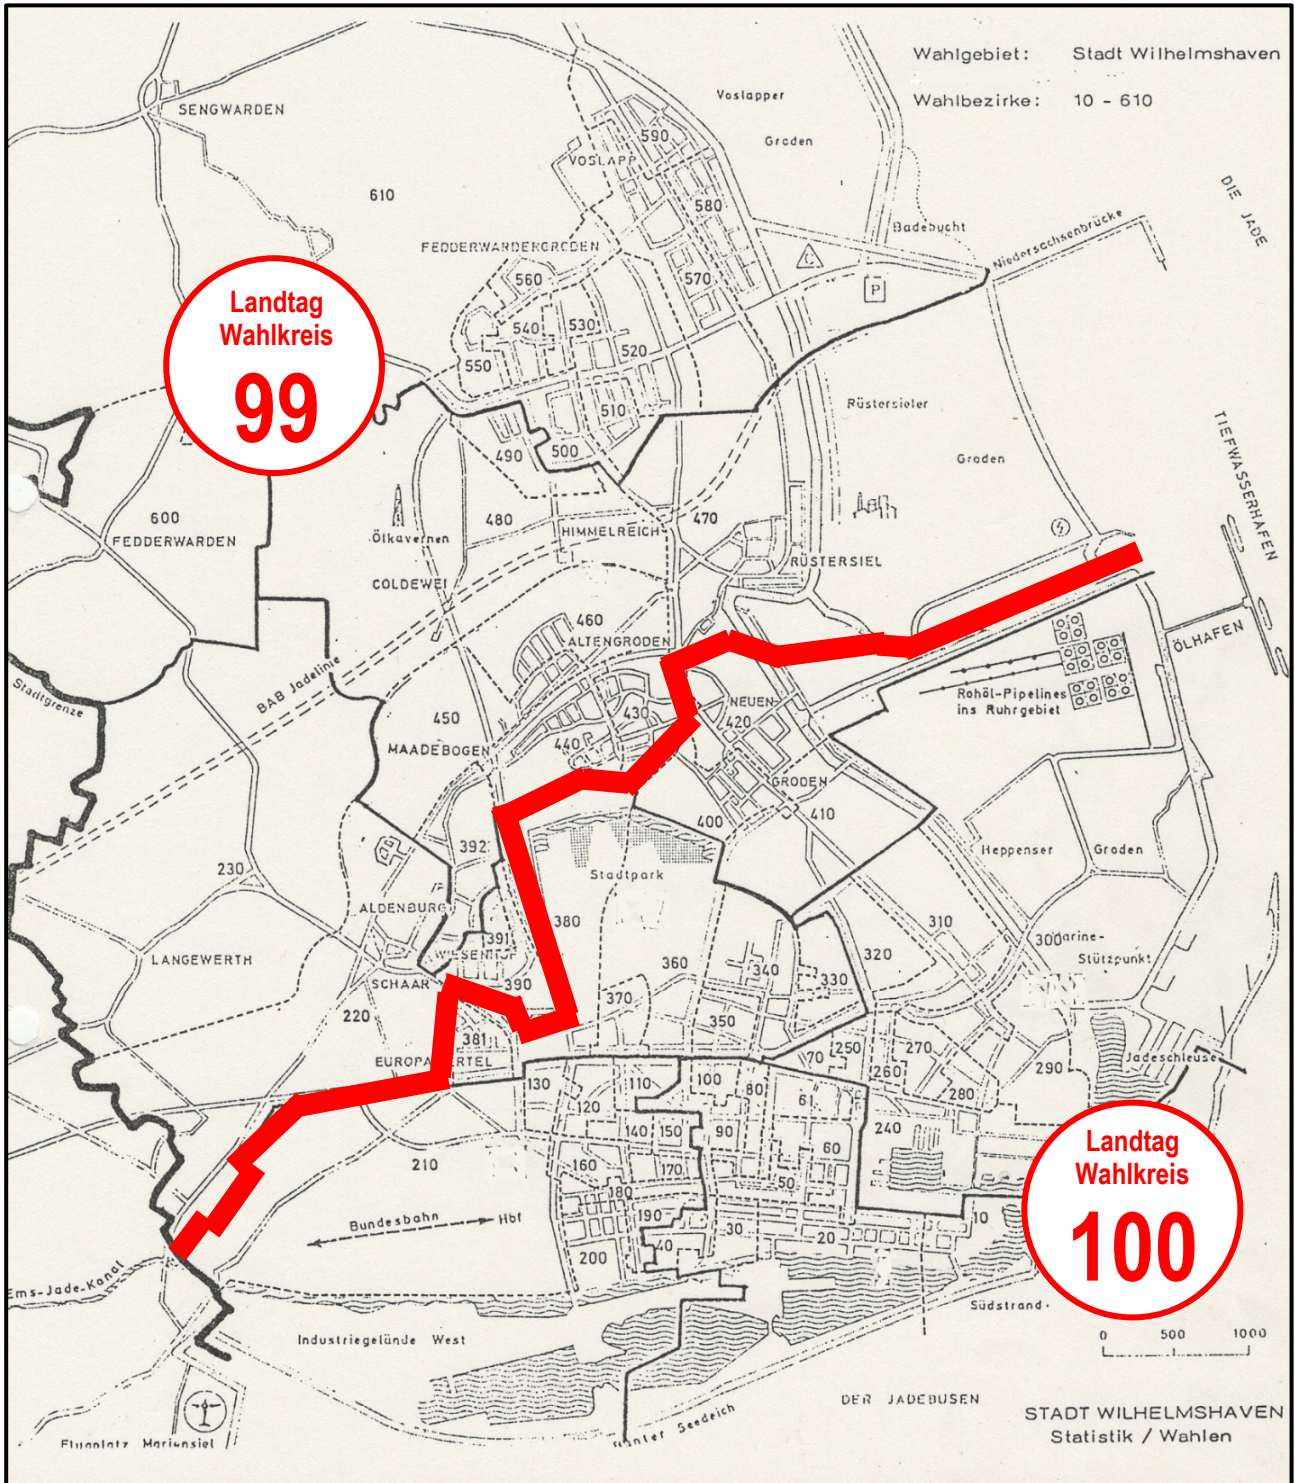 Wahlgebiet: Stadt Wilhelmshaven
Wahlbezirke: 10 - 610
SENGWARDEN
Voslapper
Groden
590
VOSLAPP
610
580
DIE JADE
Badebucht
Niedersachsenbrücke
FEDDERWARDERGRODEN
560
570
P
Landtag
Wahlkreis
99
540
530
520
550
510
Rüstersieler
Groden
490
500
TIEFWASSERHAFEN
600
FEDDERWARDEN
Ölkavernen
480
HIMMELREICH
470
RÜSTERSIEL
COLDEWEI
460
ALTENGRODEN
ÖLHAFEN
BAB Jadelinie
Stadtgrenze
Rohöl-Pipelines
ins Ruhrgebiet
450
430
NEUEN-
420
MAADEBOGEN
440
GRODEN
400
410
392
Heppenser
Groden
230
Stadtpark
ALDENBURG
380
391
310
LANGEWERTH
320
300
Stützpunkt
360
340
SCHAAR
390
330
370
220
350
381
70
250
270
EUROPAVIERTEL
260
290
Jadeschleuse
130
110
100
80
61
280
120
140
150
90
240
Landtag
Wahlkreis
100
210
160
170
60
50
180
190
30
20
10
Bundesbahn
Hbf
200
40
Ems-Jade-Kanal
Südstrand
Industriegelände West
0 500 1000
DER JADEBUSEN
STADT WILHELMSHAVEN
Statistik / Wahlen
Seedeich
Flugplatz Mariensiel